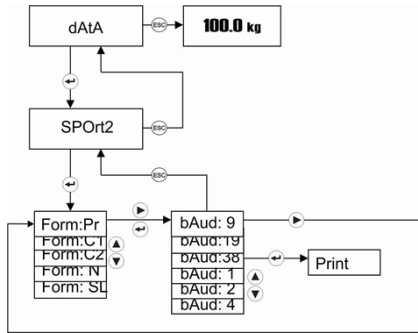 dAtA
ESC
100.0 kg
SPOrt2
ESC
ESC
Form:Pr
Form:C1
Form:C2
Form: N
Form: SL
bAud: 9
bAud:19
bAud:38
bAud: 1
bAud: 2
bAud: 4
Print